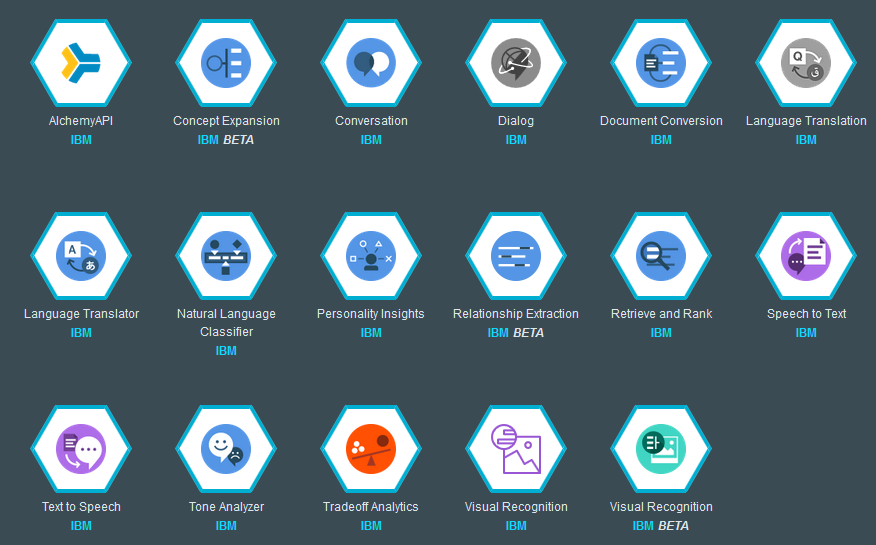 AlchemyAPI
IBM
Concept Expansion
IBM BETA
Conversation
IBM
Dialog
IBM
Document Conversion
IBM
Q
Language Translation
IBM
A
あ
Language Translator
IBM
Natural Language
Classifier
IBM
Personality Insights
IBM
Relationship Extraction
IBM BETA
Retrieve and Rank
IBM
Speech to Text
IBM
Text to Speech
IBM
Tone Analyzer
IBM
Tradeoff Analytics
IBM
Visual Recognition
IBM
Visual Recognition
IBM BETA